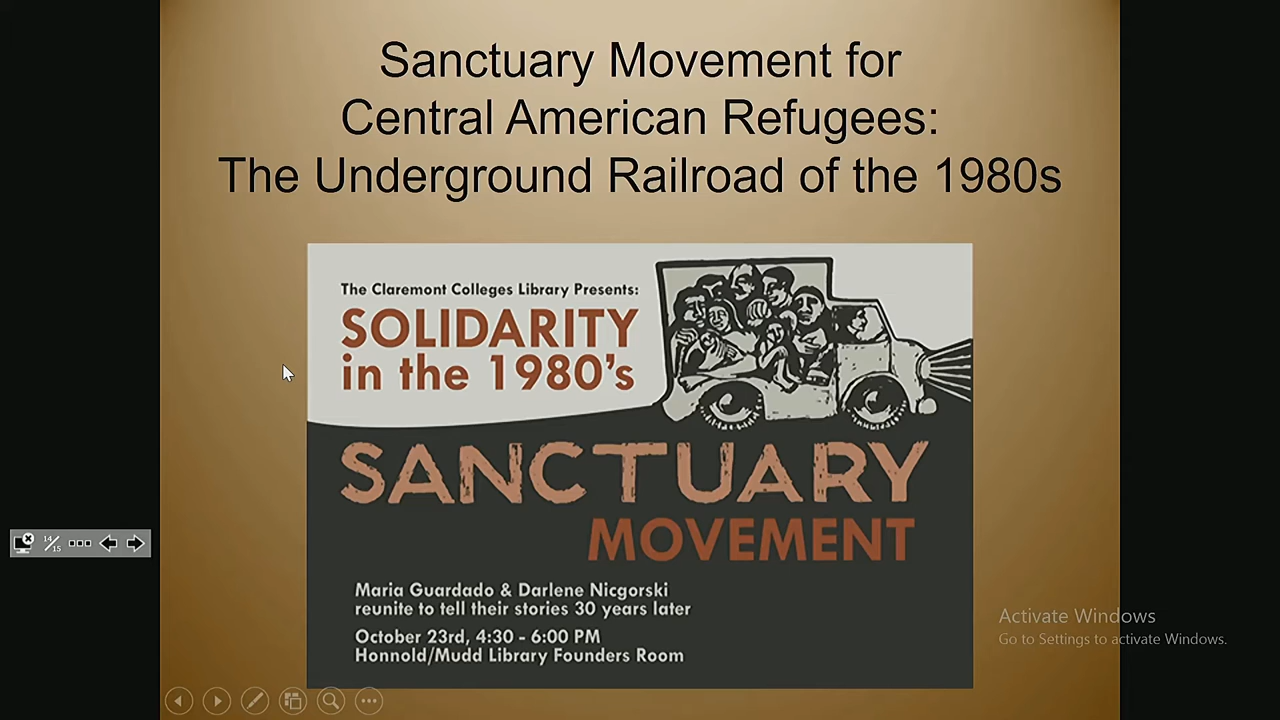 Sanctuary Movement for
Central American Refugees:
The Underground Railroad of the 1980s
The Claremont Colleges Library Presents:
SOLIDARITY
in the 1980's
SANCTUARY
MOVEMENT
Maria Guardado & Darlene Nicgorski
reunite to tell their stories 30 years later
October 23rd, 4:30 - 6:00 PM
Honnold/Mudd Library Founders Room
14/15
Activate Windows
Go to Settings to activate Windows.